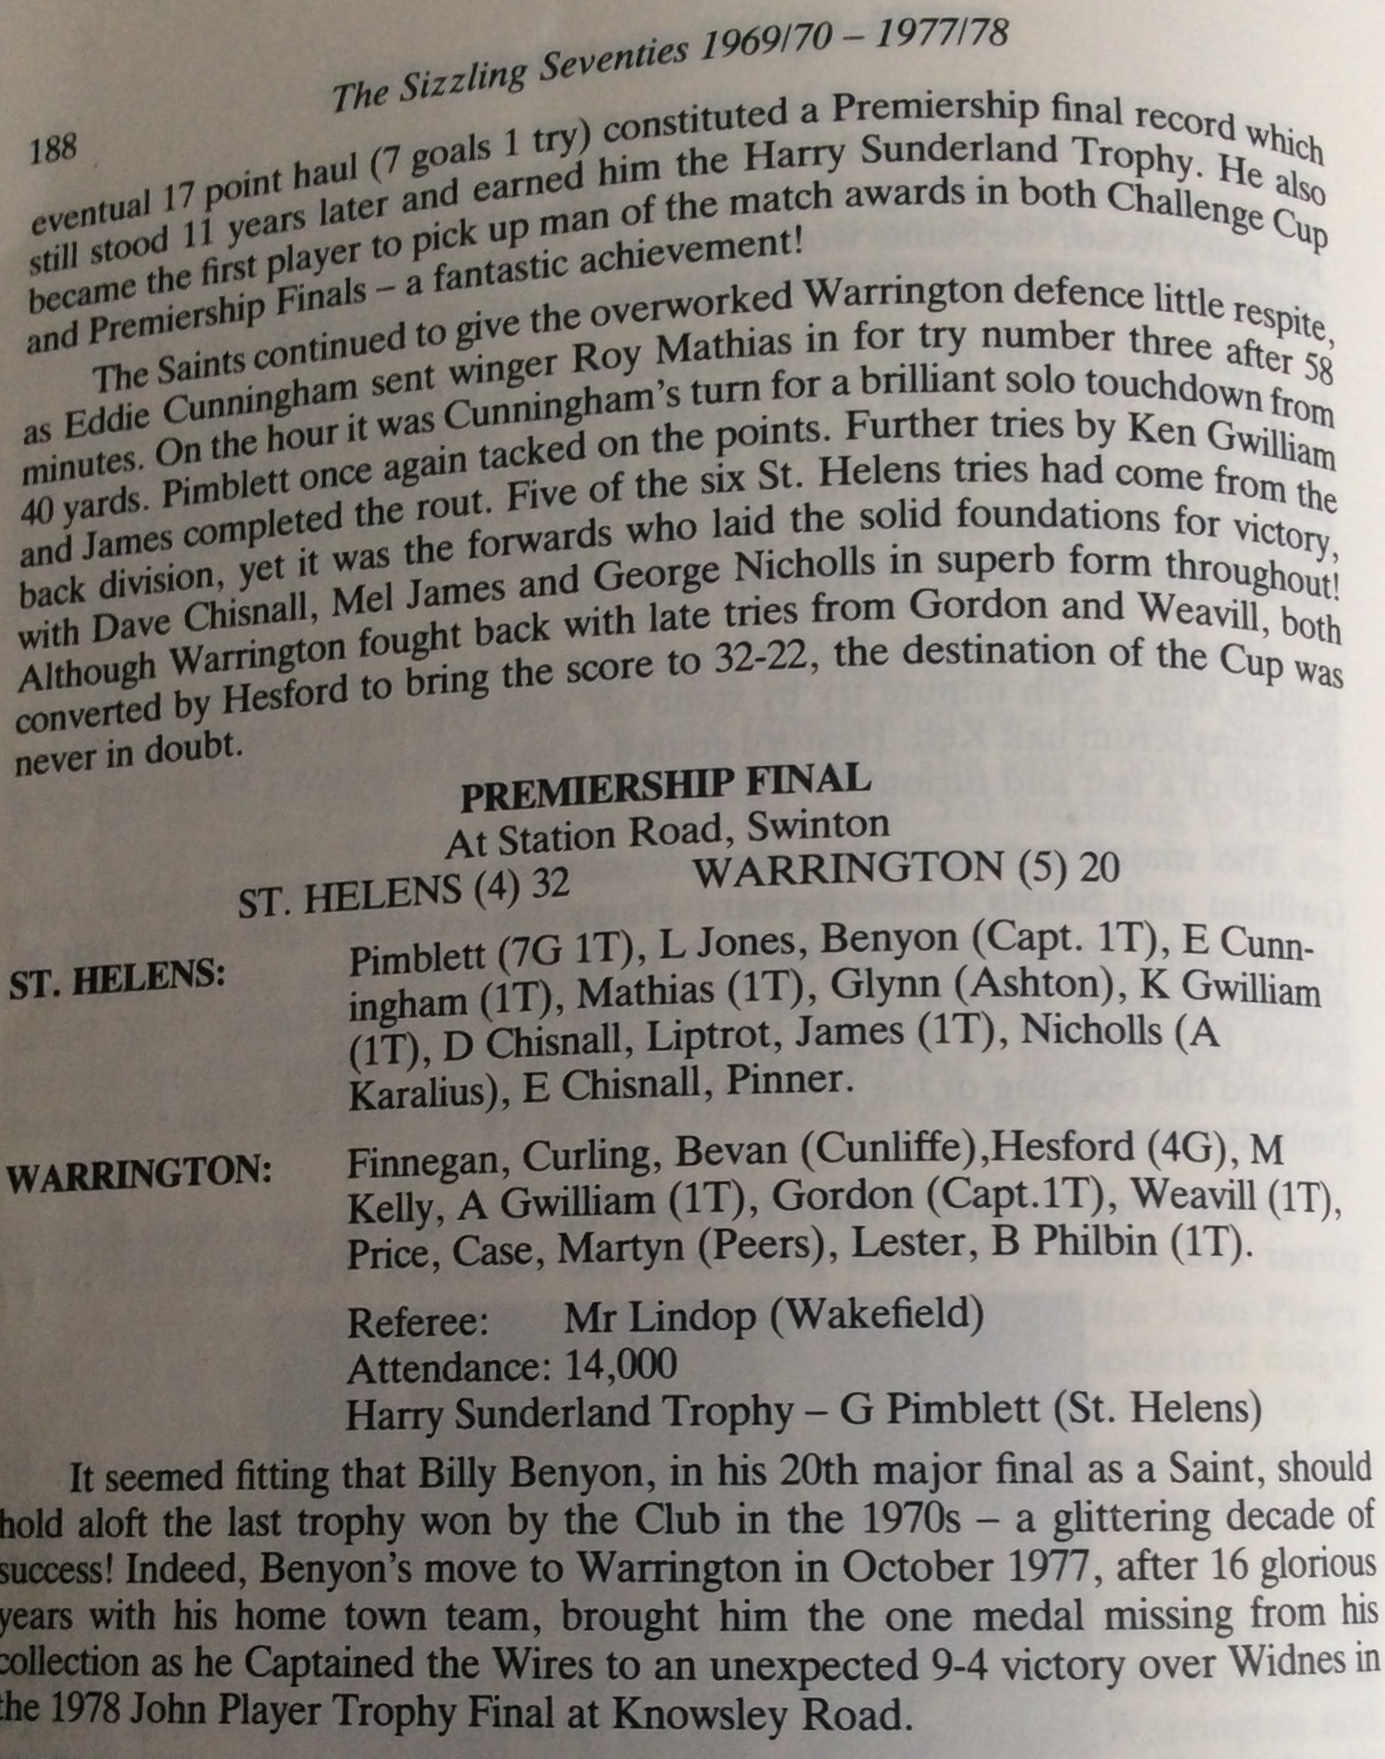 The Sizzling Seventies 1969/70 – 1977/78
188
eventual 17 point haul (7 goals 1 try) constituted a Premiership final record which
still stood 11 years later and earned him the Harry Sunderland Trophy. He also
became the first player to pick up man of the match awards in both Challenge Cup
and Premiership Finals – a fantastic achievement!
The Saints continued to give the overworked Warrington defence little respite,
as Eddie Cunningham sent winger Roy Mathias in for try number three after 58
minutes. On the hour it was Cunningham's turn for a brilliant solo touchdown from
40 yards. Pimblett once again tacked on the points. Further tries by Ken Gwilliam
and James completed the rout. Five of the six St. Helens tries had come from the
back division, yet it was the forwards who laid the solid foundations for victory,
with Dave Chisnall, Mel James and George Nicholls in superb form throughout!
Although Warrington fought back with late tries from Gordon and Weavill, both
converted by Hesford to bring the score to 32-22, the destination of the Cup was
never in doubt.
PREMIERSHIP FINAL
At Station Road, Swinton
ST. HELENS (4) 32 WARRINGTON (5) 20
ST. HELENS: Pimblett (7G 1T), L Jones, Benyon (Capt. 1T), E Cunn-
ingham (1T), Mathias (1T), Glynn (Ashton), K Gwilliam
(1T), D Chisnall, Liptrot, James (1T), Nicholls (A
Karalius), E Chisnall, Pinner.
WARRINGTON: Finnegan, Curling, Bevan (Cunliffe),Hesford (4G), M
Kelly, A Gwilliam (1T), Gordon (Capt.1T), Weavill (1T),
Price, Case, Martyn (Peers), Lester, B Philbin (1T).
Referee: Mr Lindop (Wakefield)
Attendance: 14,000
Harry Sunderland Trophy – G Pimblett (St. Helens)
It seemed fitting that Billy Benyon, in his 20th major final as a Saint, should
hold aloft the last trophy won by the Club in the 1970s – a glittering decade of
success! Indeed, Benyon's move to Warrington in October 1977, after 16 glorious
years with his home town team, brought him the one medal missing from his
collection as he Captained the Wires to an unexpected 9-4 victory over Widnes in
the 1978 John Player Trophy Final at Knowsley Road.